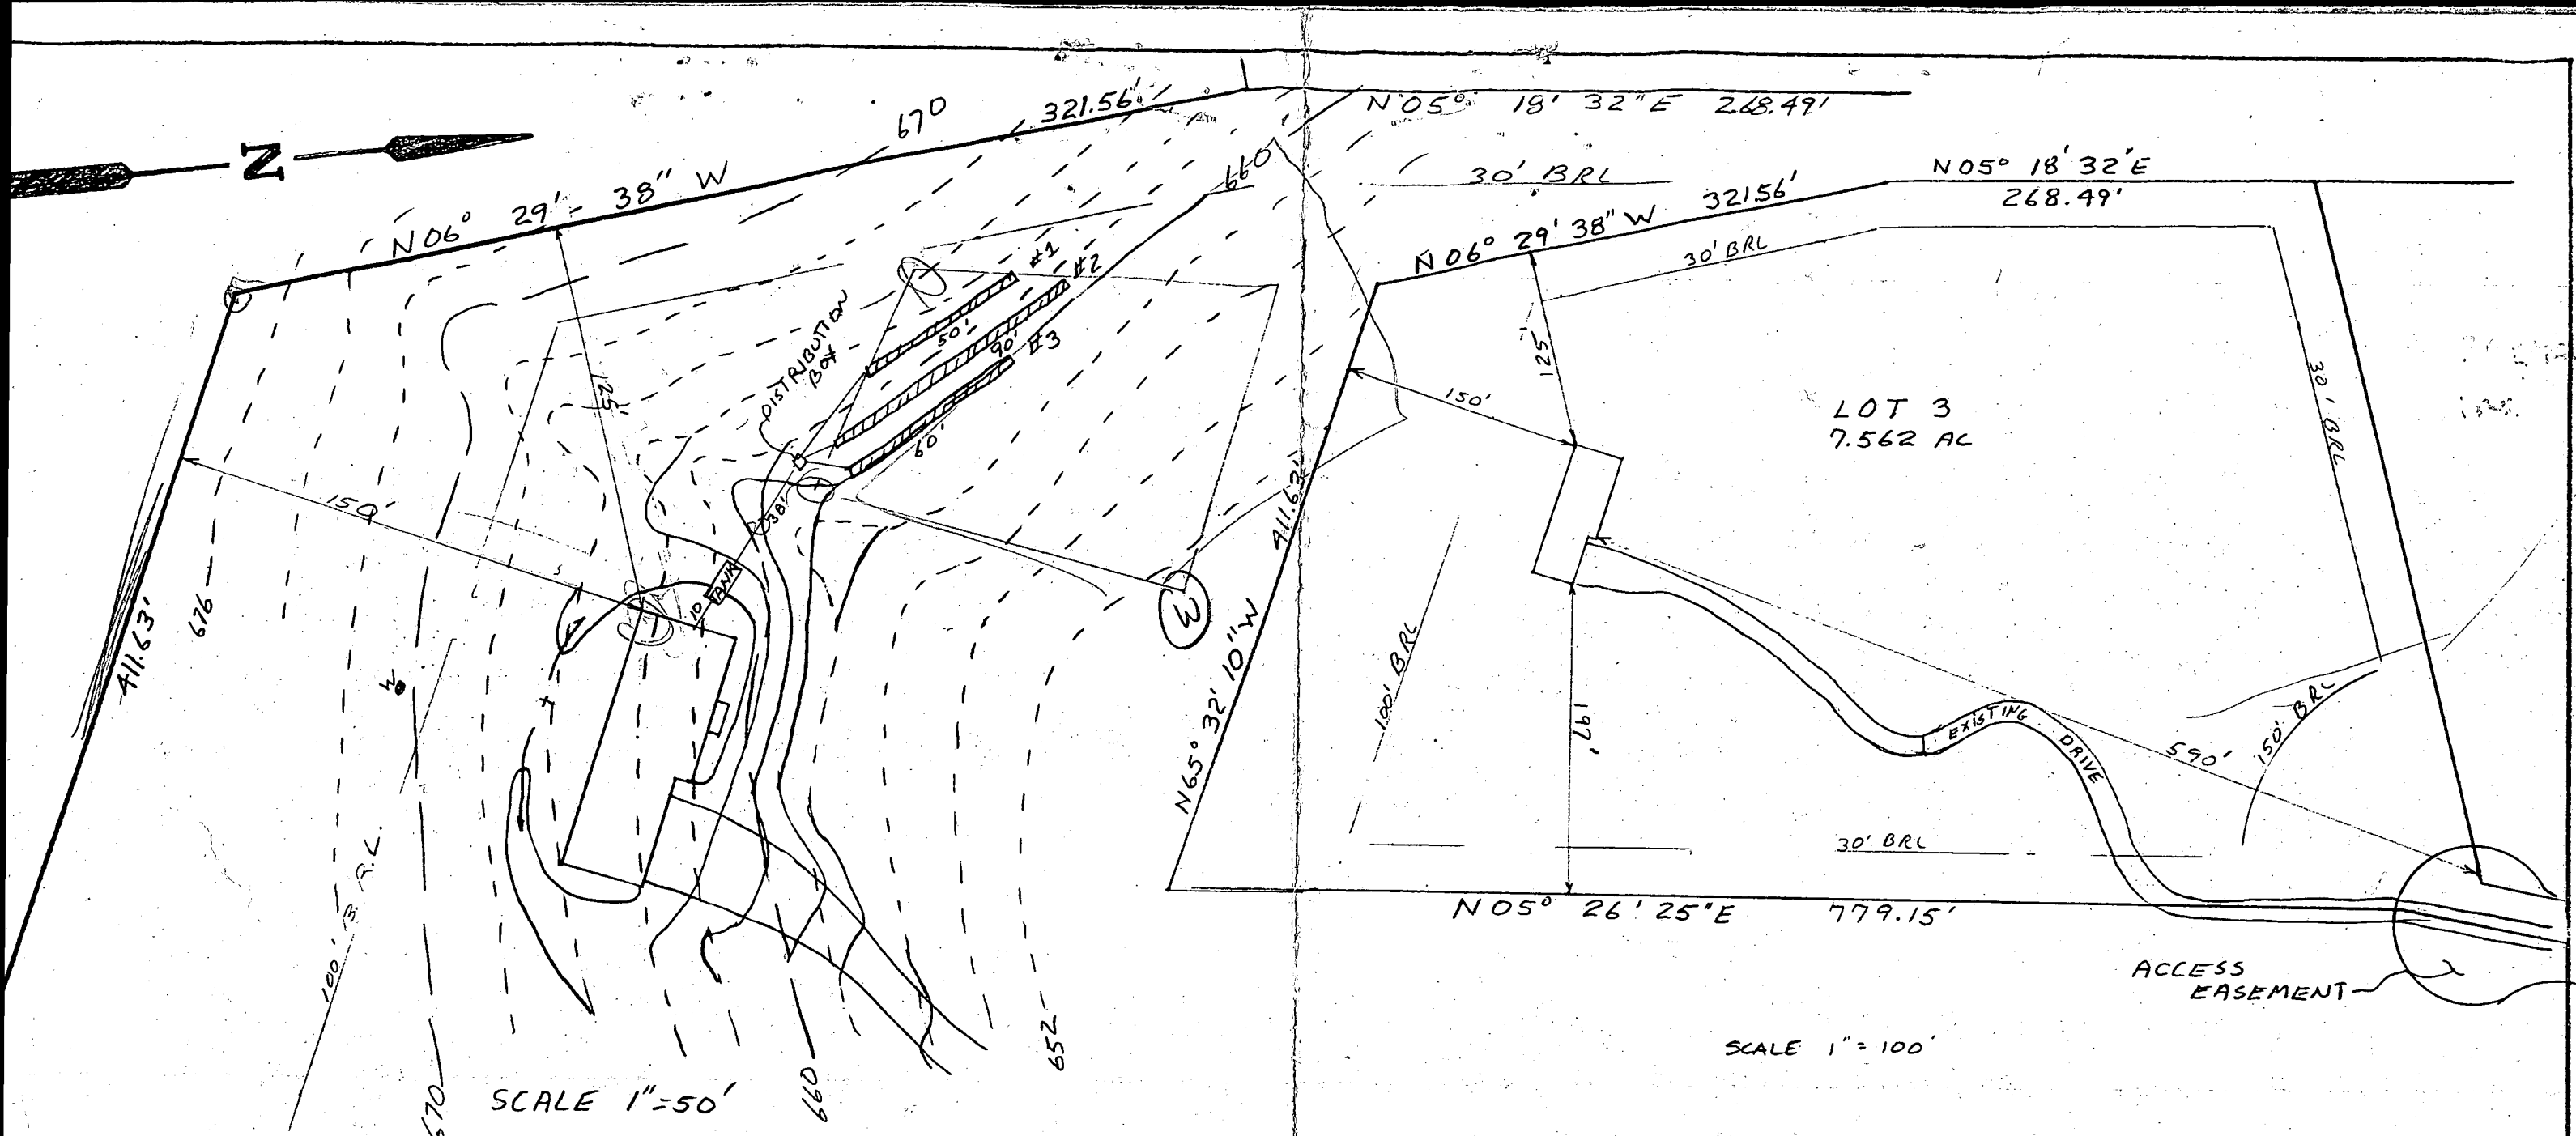 N
N 06° 29' 38" W
670
321.56'
N 05° 18' 32" E 268.49'
30' BRL
660
125'
DISTRIBUTION
BOX
#1
#2
#3
50'
90'
60'
38'
150'
10'
TANK
411.63'
676
W
W
100' B.R.L.
670
660
652
SCALE 1"=50'
N 06° 29' 38" W
321.56'
N 05° 18' 32" E
268.49'
30' BRL
125'
150'
LOT 3
7.562 AC
30' BRL
411.63'
N65° 32' 10" W
100' BRL
197'
EXISTING DRIVE
590'
150' BRL
30' BRL
N 05° 26' 25" E 779.15'
ACCESS
EASEMENT
SCALE 1"=100'